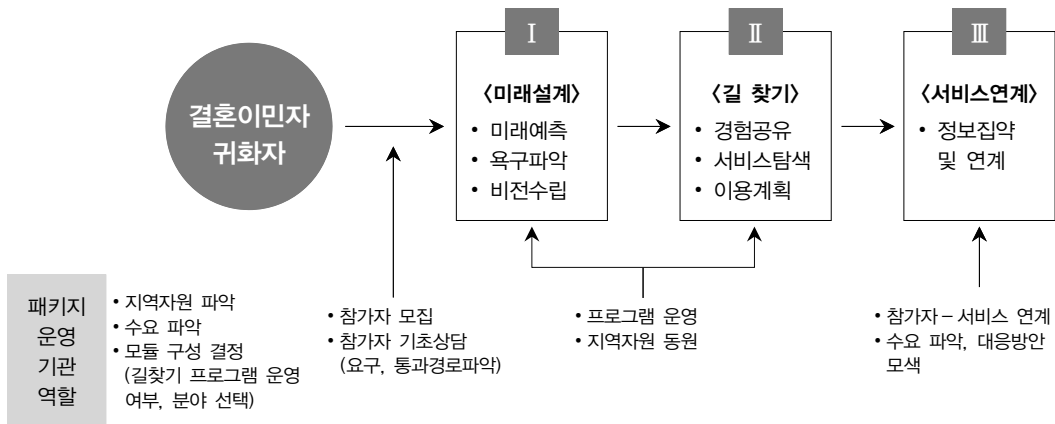 결혼이민자
귀화자
Ⅰ
〈미래설계〉
• 미래예측
• 욕구파악
• 비전수립
Ⅱ
〈길 찾기〉
• 경험공유
• 서비스탐색
• 이용계획
Ⅲ
〈서비스연계〉
• 정보집약
및 연계
패키지
운영
기관
역할
• 지역자원 파악
• 수요 파악
• 모듈 구성 결정
(길찾기 프로그램 운영
여부, 분야 선택)
• 참가자 모집
• 참가자 기초상담
(요구, 통과경로파악)
• 프로그램 운영
• 지역자원 동원
• 참가자 – 서비스 연계
• 수요 파악, 대응방안
모색